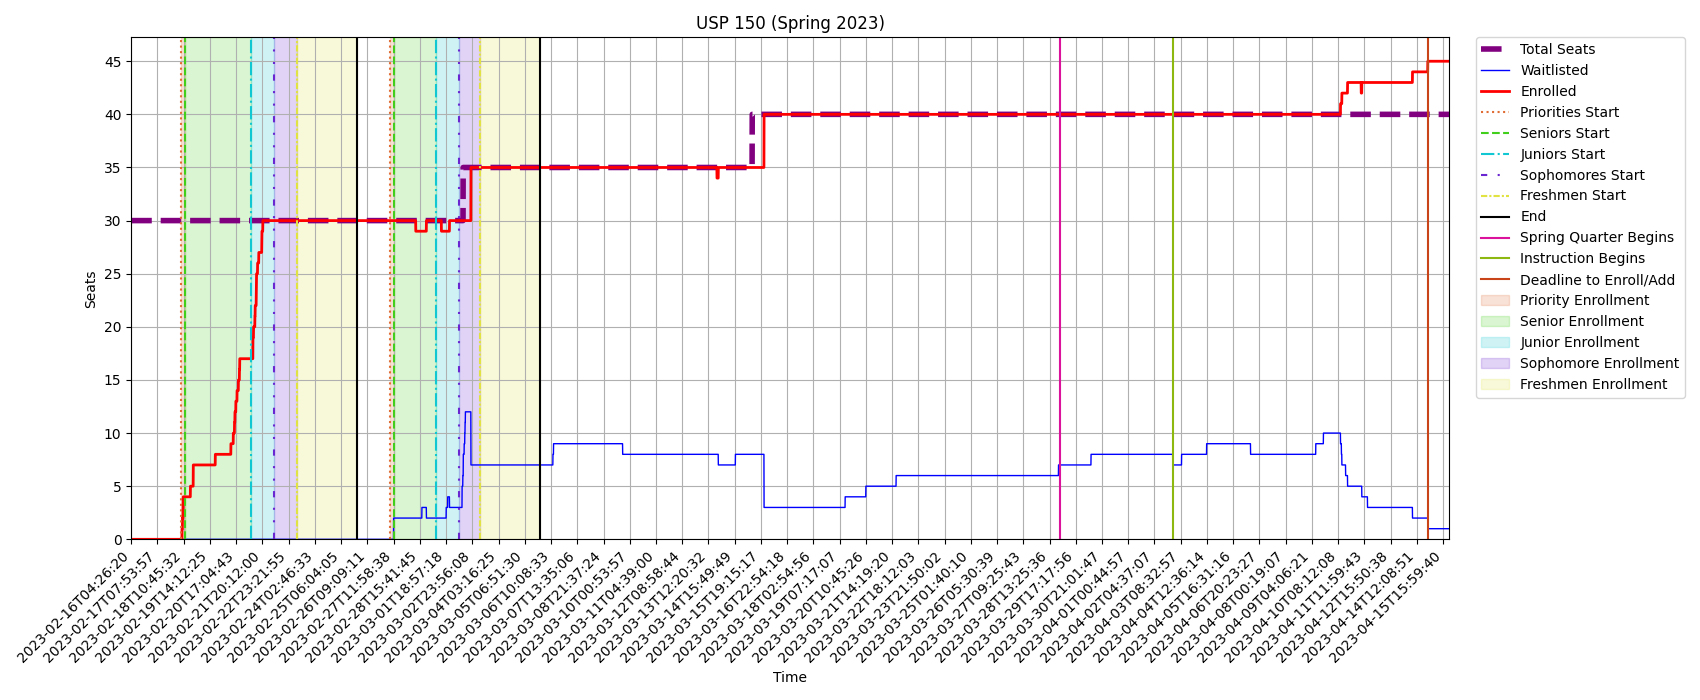 USP 150 (Spring 2023)
45
40
35
30
25
20
15
10
5
0
Seats
2023-02-16T04:26:20
2023-02-17T07:53:57
2023-02-18T10:45:32
2023-02-19T14:12:25
2023-02-20T17:04:43
2023-02-21T20:12:00
2023-02-22T23:21:55
2023-02-24T02:46:33
2023-02-25T06:04:05
2023-02-26T09:09:11
2023-02-27T11:58:38
2023-02-28T15:41:45
2023-03-01T18:57:18
2023-03-02T23:56:08
2023-03-04T03:16:25
2023-03-05T06:51:30
2023-03-06T10:08:33
2023-03-07T13:35:06
2023-03-08T21:37:24
2023-03-10T00:53:57
2023-03-11T04:39:00
2023-03-12T08:58:44
2023-03-13T12:20:32
2023-03-14T15:49:49
2023-03-15T19:15:17
2023-03-16T22:54:18
2023-03-18T02:54:56
2023-03-19T07:17:07
2023-03-20T10:45:26
2023-03-21T14:19:20
2023-03-22T18:12:03
2023-03-23T21:50:02
2023-03-25T01:40:10
2023-03-26T05:30:39
2023-03-27T09:25:43
2023-03-28T13:25:36
2023-03-29T17:17:56
2023-03-30T21:01:47
2023-04-01T00:44:57
2023-04-02T04:37:07
2023-04-03T08:32:57
2023-04-04T12:36:14
2023-04-05T16:31:16
2023-04-06T20:23:27
2023-04-08T00:19:07
2023-04-09T04:06:21
2023-04-10T08:12:08
2023-04-11T11:59:43
2023-04-12T15:50:38
2023-04-14T12:08:51
2023-04-15T15:59:40
Time
Total Seats
Waitlisted
Enrolled
Priorities Start
Seniors Start
Juniors Start
Sophomores Start
Freshmen Start
End
Spring Quarter Begins
Instruction Begins
Deadline to Enroll/Add
Priority Enrollment
Senior Enrollment
Junior Enrollment
Sophomore Enrollment
Freshmen Enrollment